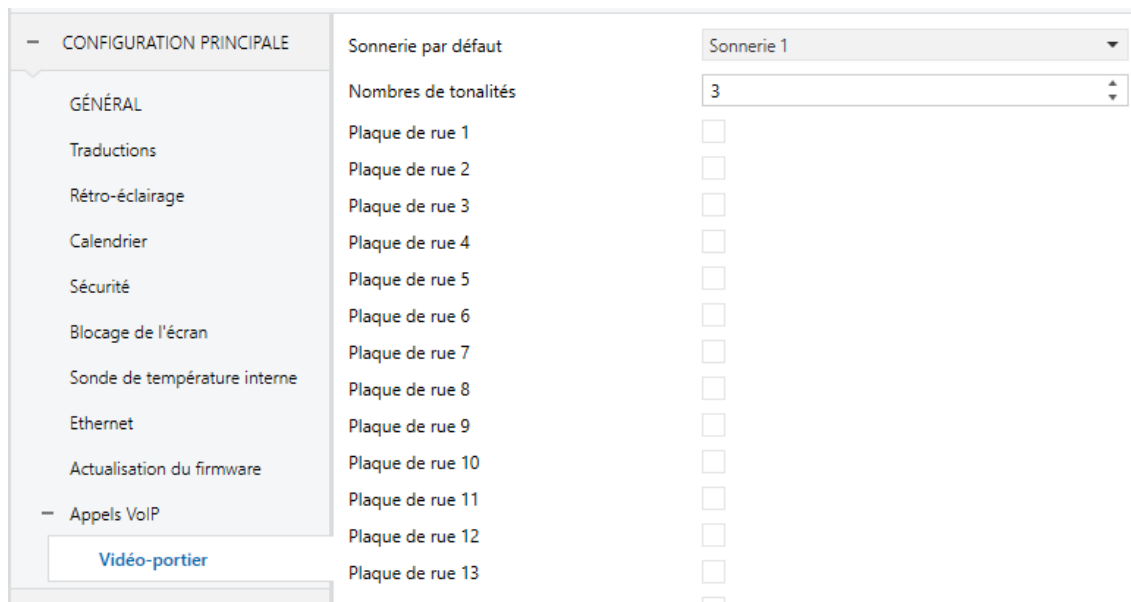 CONFIGURATION PRINCIPALE
GÉNÉRAL
Traductions
Rétro-éclairage
Calendrier
Sécurité
Blocage de l'écran
Sonde de température interne
Ethernet
Actualisation du firmware
Appels VoIP
Vidéo-portier
Sonnerie par défaut Sonnerie 1
Nombres de tonalités 3
Plaque de rue 1
Plaque de rue 2
Plaque de rue 3
Plaque de rue 4
Plaque de rue 5
Plaque de rue 6
Plaque de rue 7
Plaque de rue 8
Plaque de rue 9
Plaque de rue 10
Plaque de rue 11
Plaque de rue 12
Plaque de rue 13